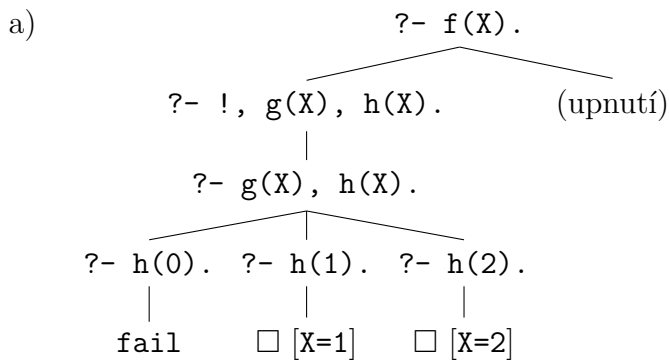 a)
?- f(X).
?- !, g(X), h(X). (upnutí)
?- g(X), h(X).
?- h(0). ?- h(1). ?- h(2).
fail □ [X=1] □ [X=2]